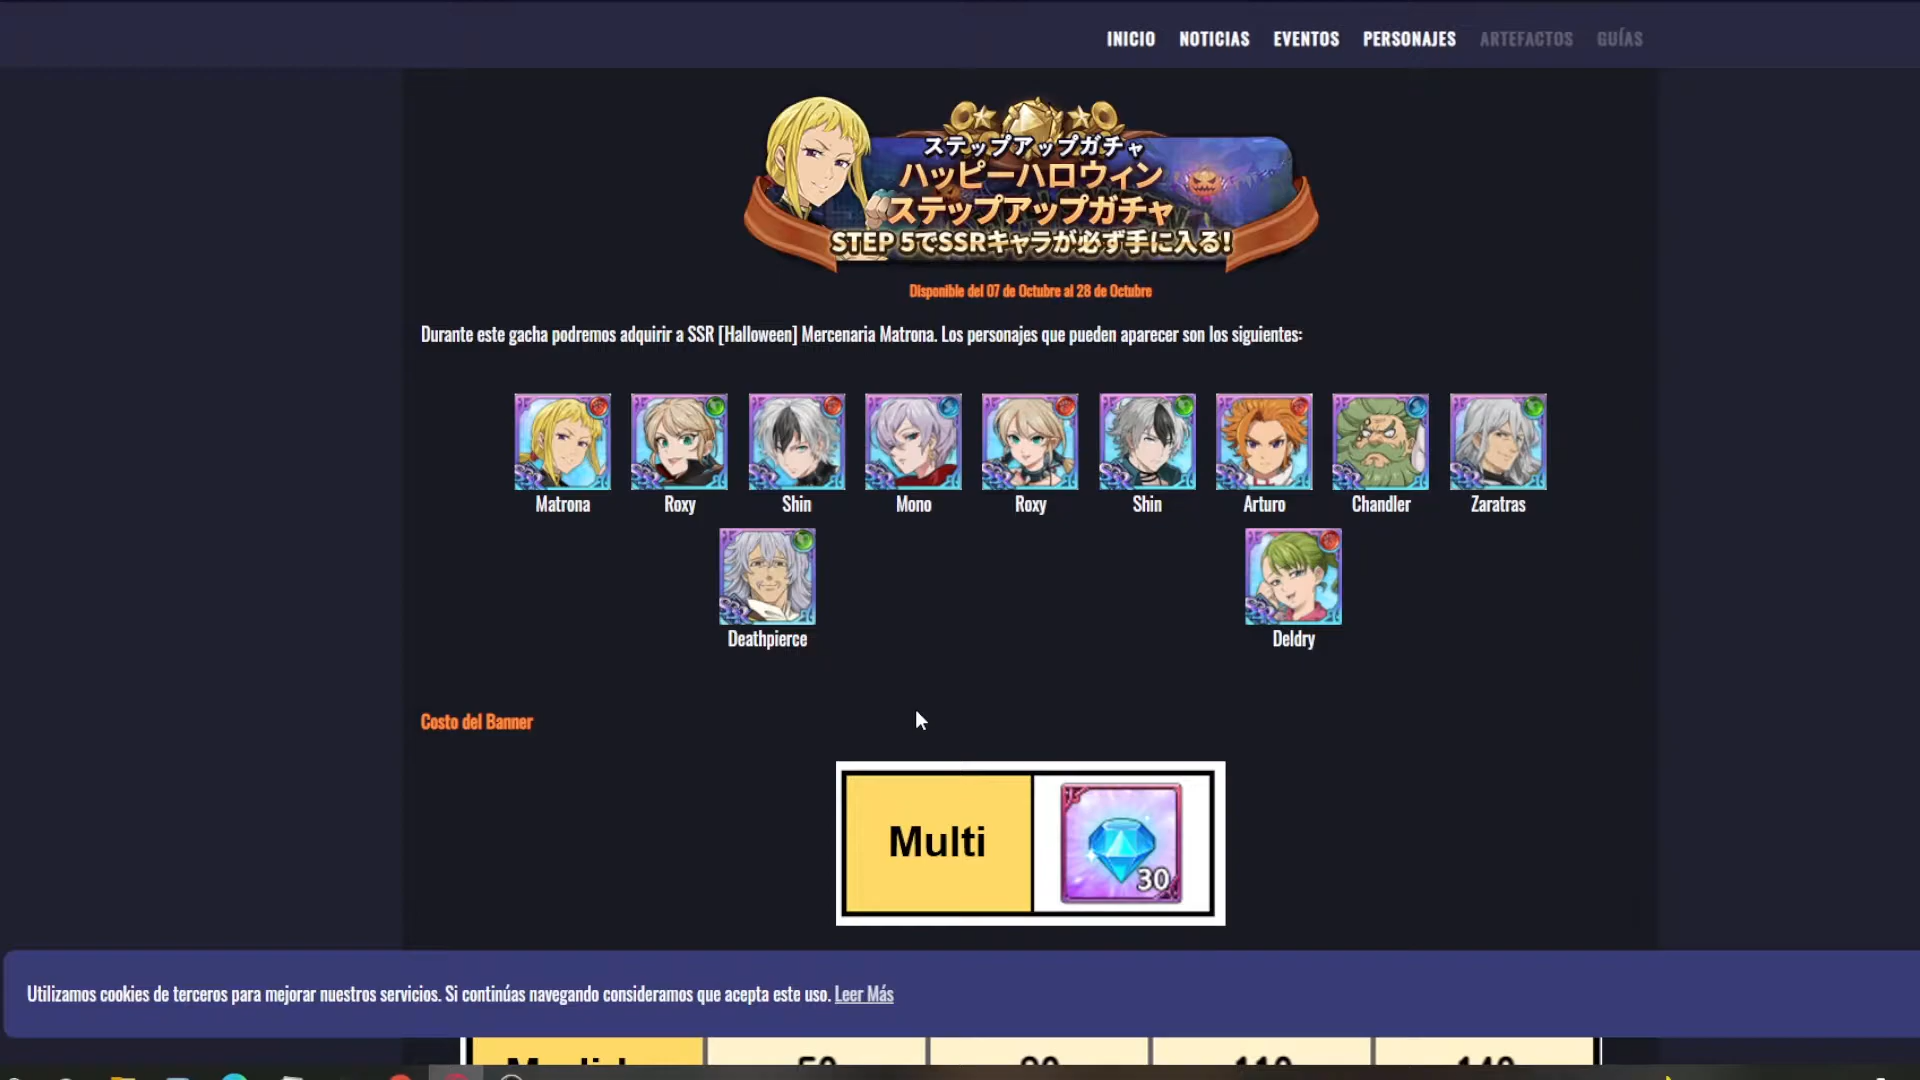 INICIO NOTICIAS EVENTOS PERSONAJES ARTEFACTOS GUÍAS
ステップアップガチャ
ハッピーハロウィン
ステップアップガチャ
STEP 5でSSRキャラが必ず手に入る!
Disponible del 07 de Octubre al 28 de Octubre
Durante este gacha podremos adquirir a SSR [Halloween] Mercenaria Matrona. Los personajes que pueden aparecer son los siguientes:
Matrona Roxy Shin Mono Roxy Shin Arturo Chandler Zaratras
Deathpierce Deldry
Costo del Banner
Multi 30
Utilizamos cookies de terceros para mejorar nuestros servicios. Si continúas navegando consideramos que acepta este uso. Leer Más